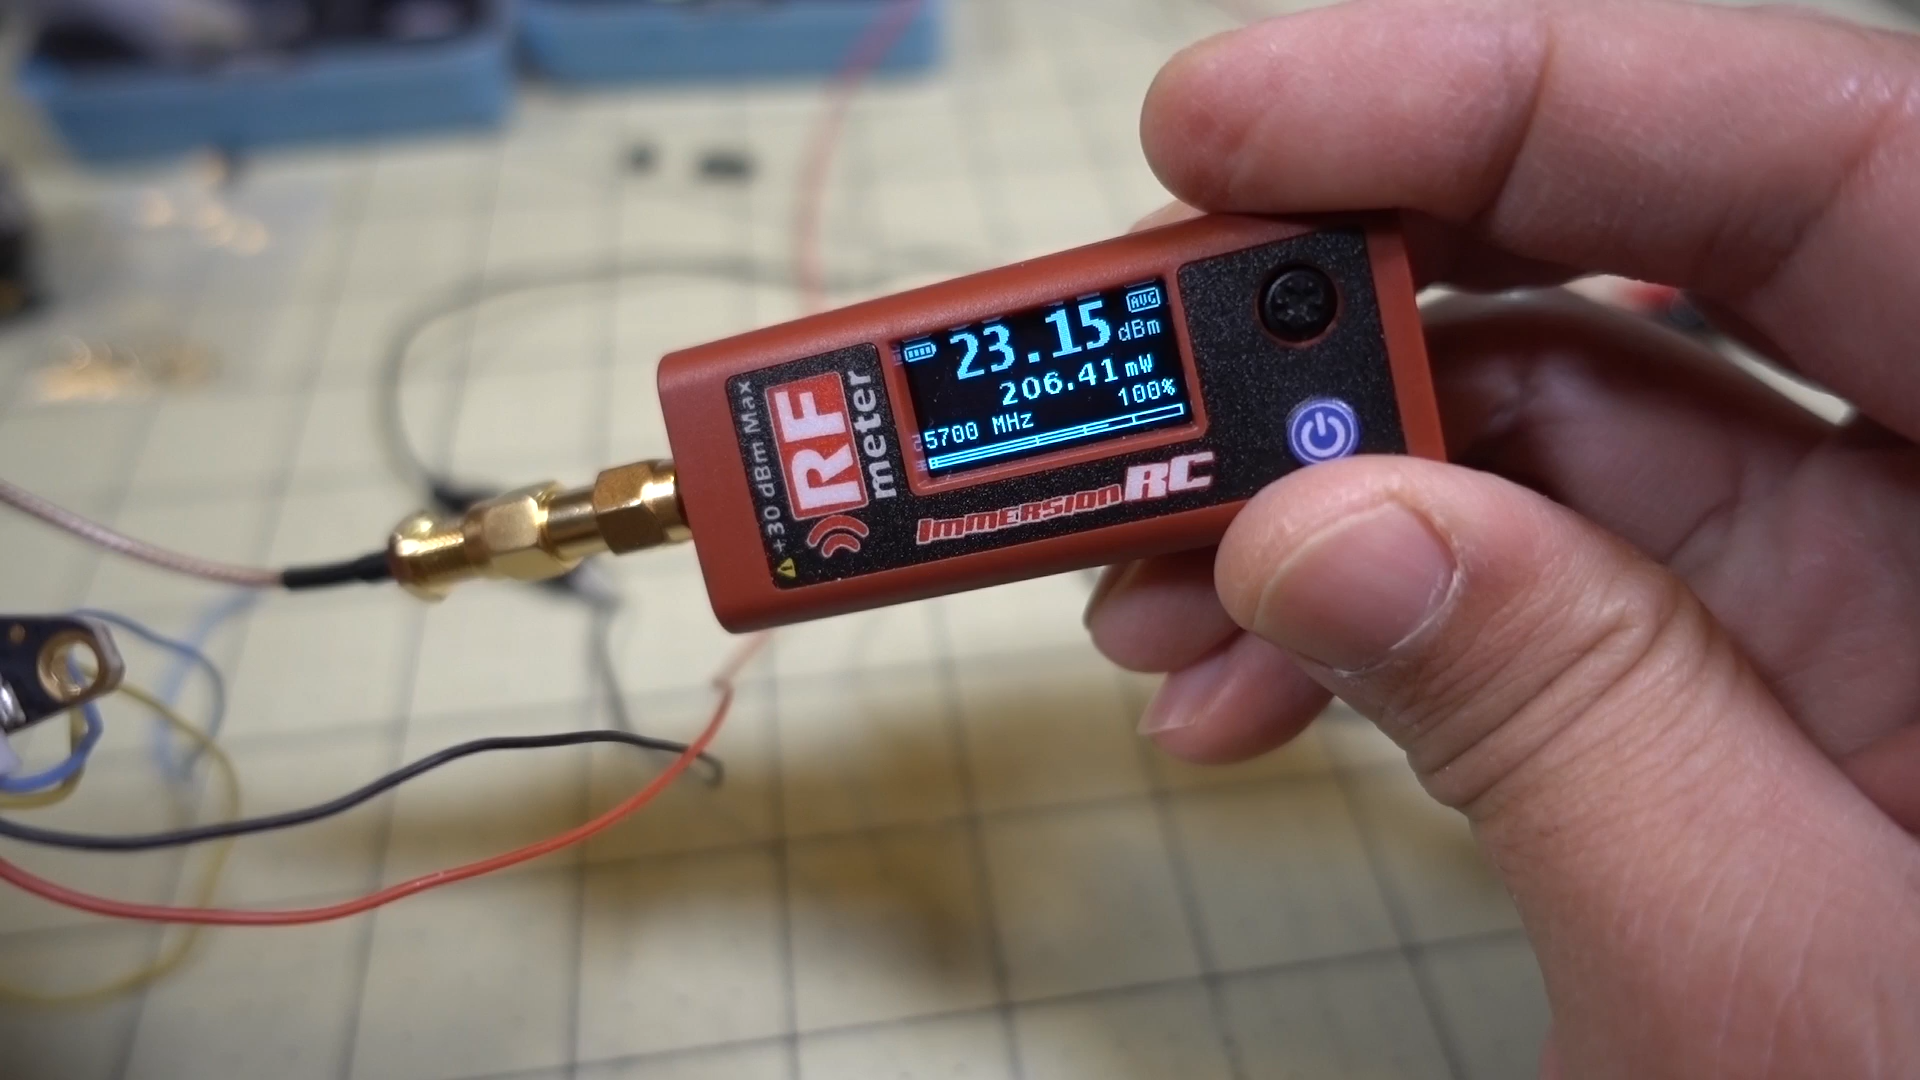 AVG
23.15 dBm
206.41 mW
100%
5700 MHz
+30 dBm Max
RF
meter
ImmersionRC